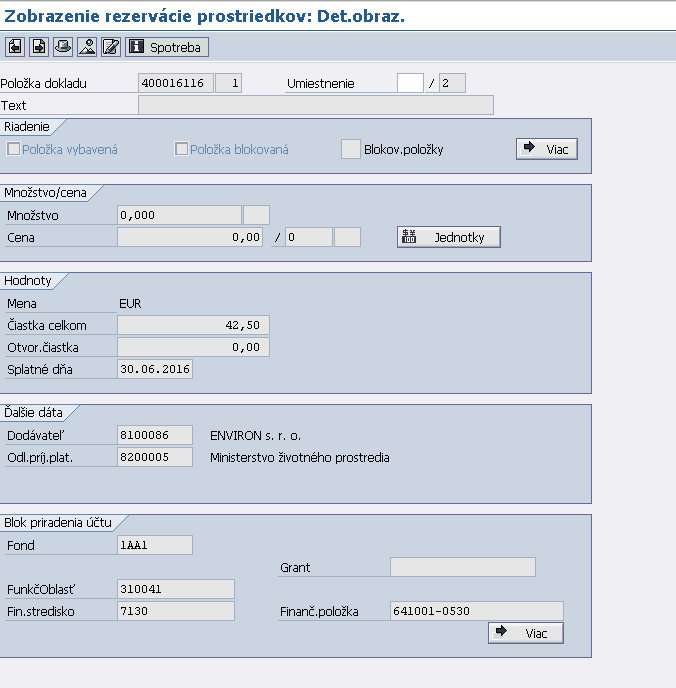 Zobrazenie rezervácie prostriedkov: Det.obraz.
Spotreba
Položka dokladu 400016116 1 Umiestnenie / 2
Text
Riadenie
Položka vybavená Položka blokovaná Blokov.položky Viac
Množstvo/cena
Množstvo 0,000
Cena 0,00 / 0 Jednotky
Hodnoty
Mena EUR
Čiastka celkom 42,50
Otvor.čiastka 0,00
Splatné dňa 30.06.2016
Ďalšie dáta
Dodávateľ 8100086 ENVIRON s. r. o.
Odl.príj.plat. 8200005 Ministerstvo životného prostredia
Blok priradenia účtu
Fond 1AA1
Grant
FunkčOblasť 310041
Fin.stredisko 7130 Finanč.položka 641001-0530
Viac